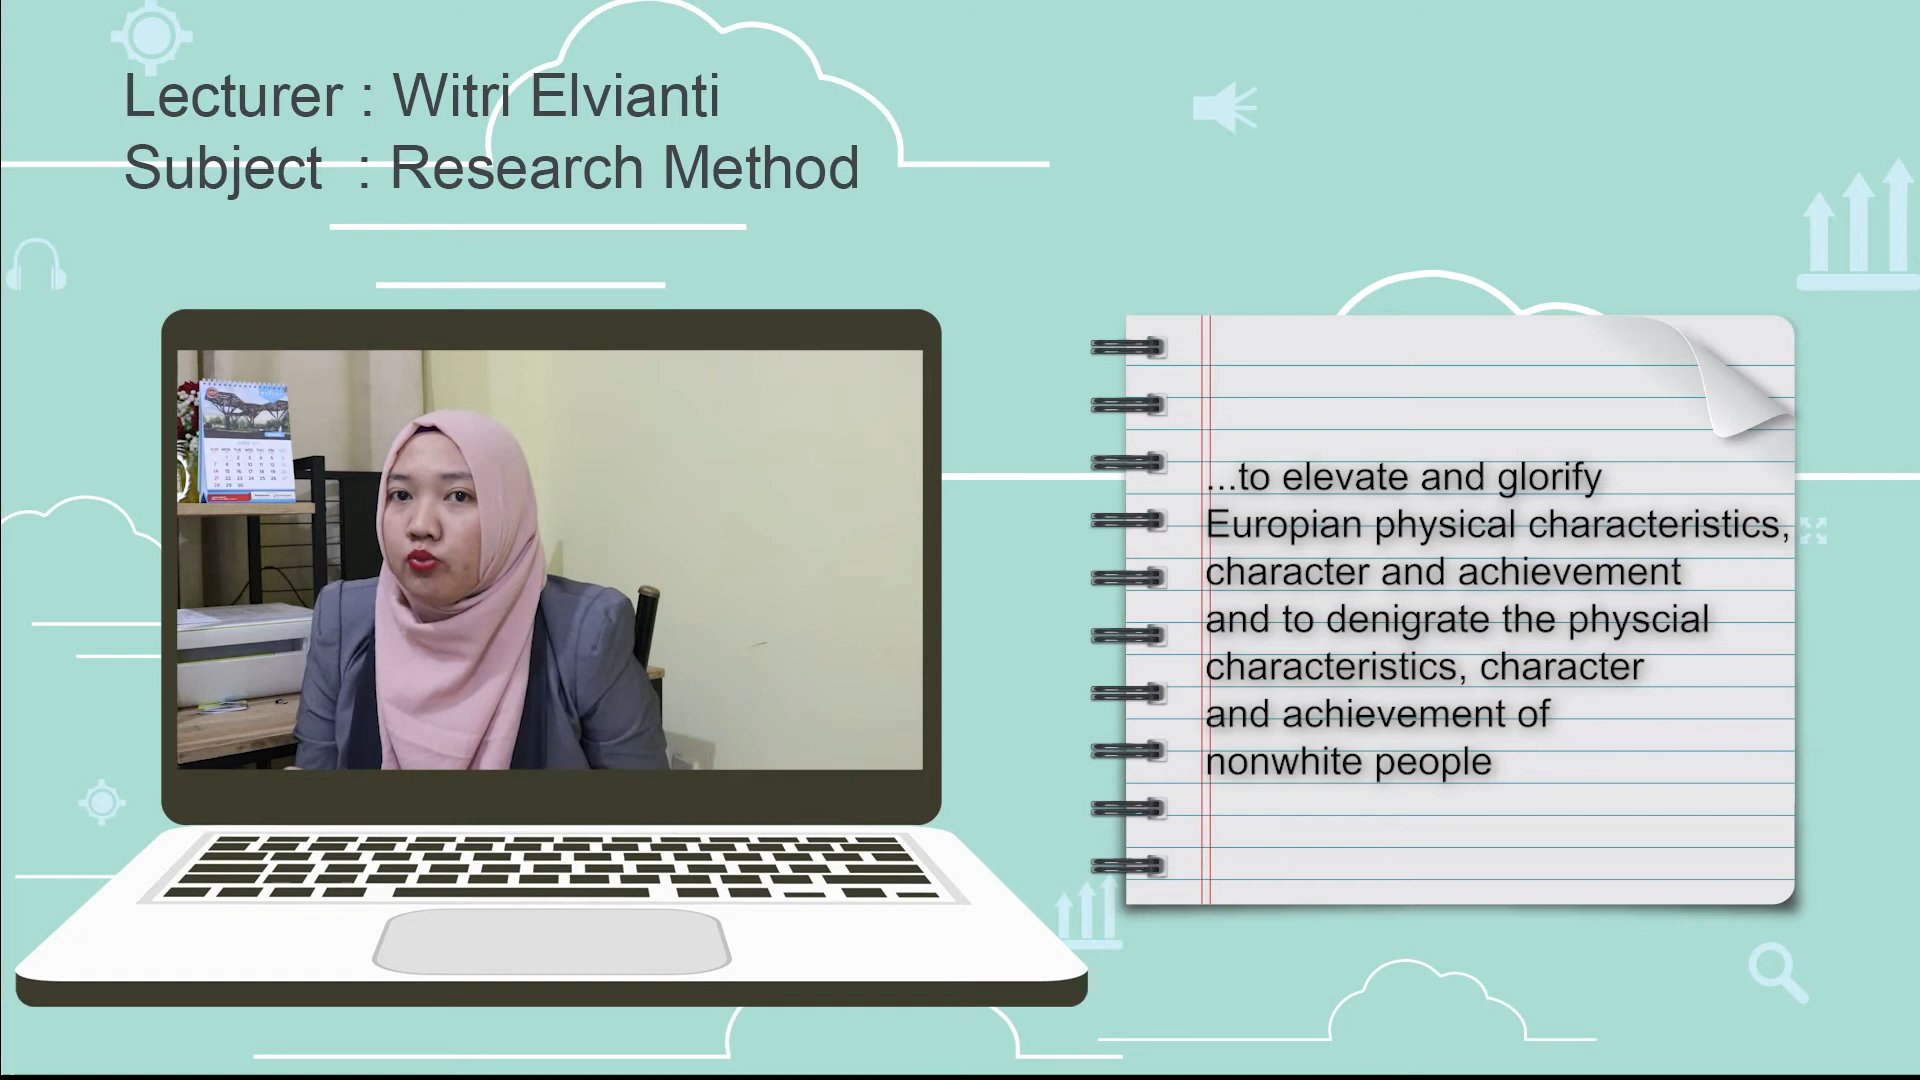 Lecturer : Witri Elvianti
Subject : Research Method
...to elevate and glorify
Europian physical characteristics,
character and achievement
and to denigrate the physcial
characteristics, character
and achievement of
nonwhite people